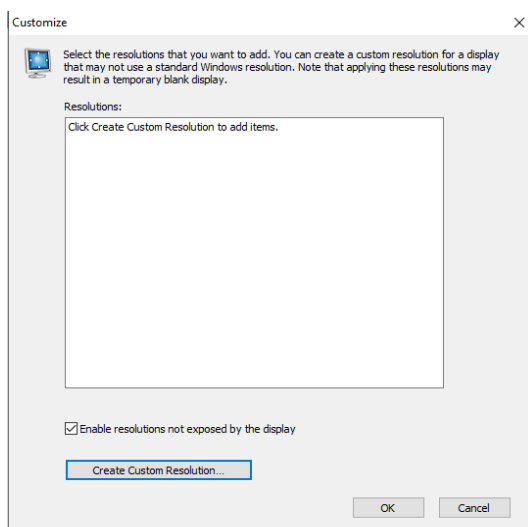 Customize
Select the resolutions that you want to add. You can create a custom resolution for a display
that may not use a standard Windows resolution. Note that applying these resolutions may
result in a temporary blank display.
Resolutions:
Click Create Custom Resolution to add items.
Enable resolutions not exposed by the display
Create Custom Resolution...
OK
Cancel